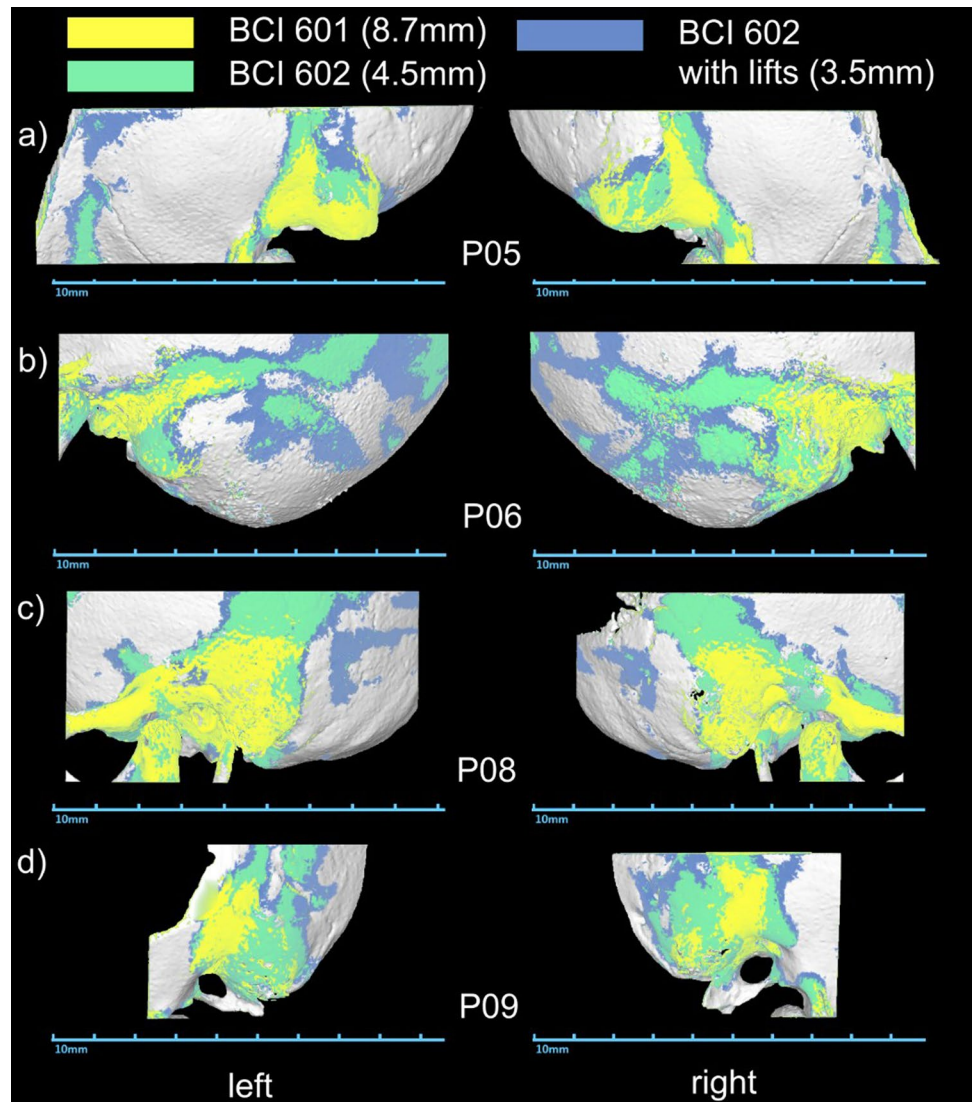 BCI 601 (8.7mm)
BCI 602 (4.5mm)
BCI 602
with lifts (3.5mm)
a)
P05
10mm
10mm
b)
P06
10mm
10mm
c)
P08
10mm
10mm
d)
P09
10mm
10mm
left
right